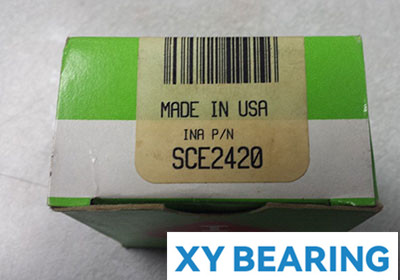 MADE IN USA
INA P/N
SCE2420
XY BEARING